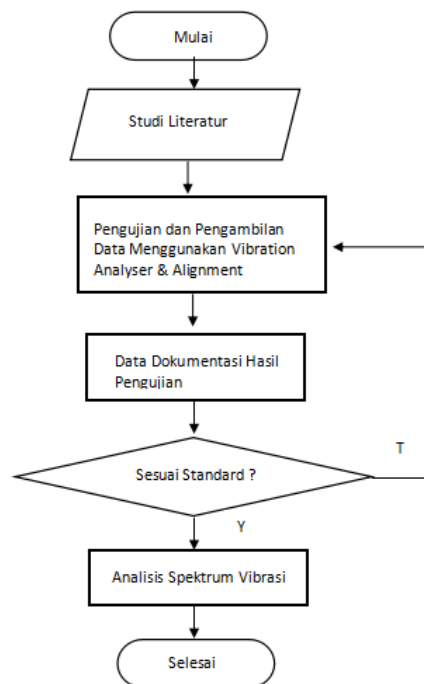 Mulai
Studi Literatur
Pengujian dan Pengambilan
Data Menggunakan Vibration
Analyser & Alignment
Data Dokumentasi Hasil
Pengujian
Sesuai Standard ?
T
Y
Analisis Spektrum Vibrasi
Selesai